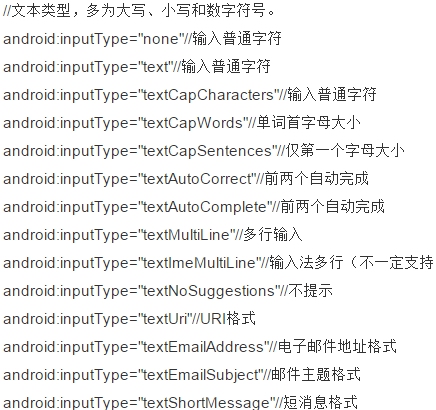 //文本类型，多为大写、小写和数字符号。
android:inputType="none"//输入普通字符
android:inputType="text"//输入普通字符
android:inputType="textCapCharacters"//输入普通字符
android:inputType="textCapWords"//单词首字母大小
android:inputType="textCapSentences"//仅第一个字母大小
android:inputType="textAutoCorrect"//前两个自动完成
android:inputType="textAutoComplete"//前两个自动完成
android:inputType="textMultiLine"//多行输入
android:inputType="textImeMultiLine"//输入法多行（不一定支持
android:inputType="textNoSuggestions"//不提示
android:inputType="textUri"//URI格式
android:inputType="textEmailAddress"//电子邮件地址格式
android:inputType="textEmailSubject"//邮件主题格式
android:inputType="textShortMessage"//短消息格式